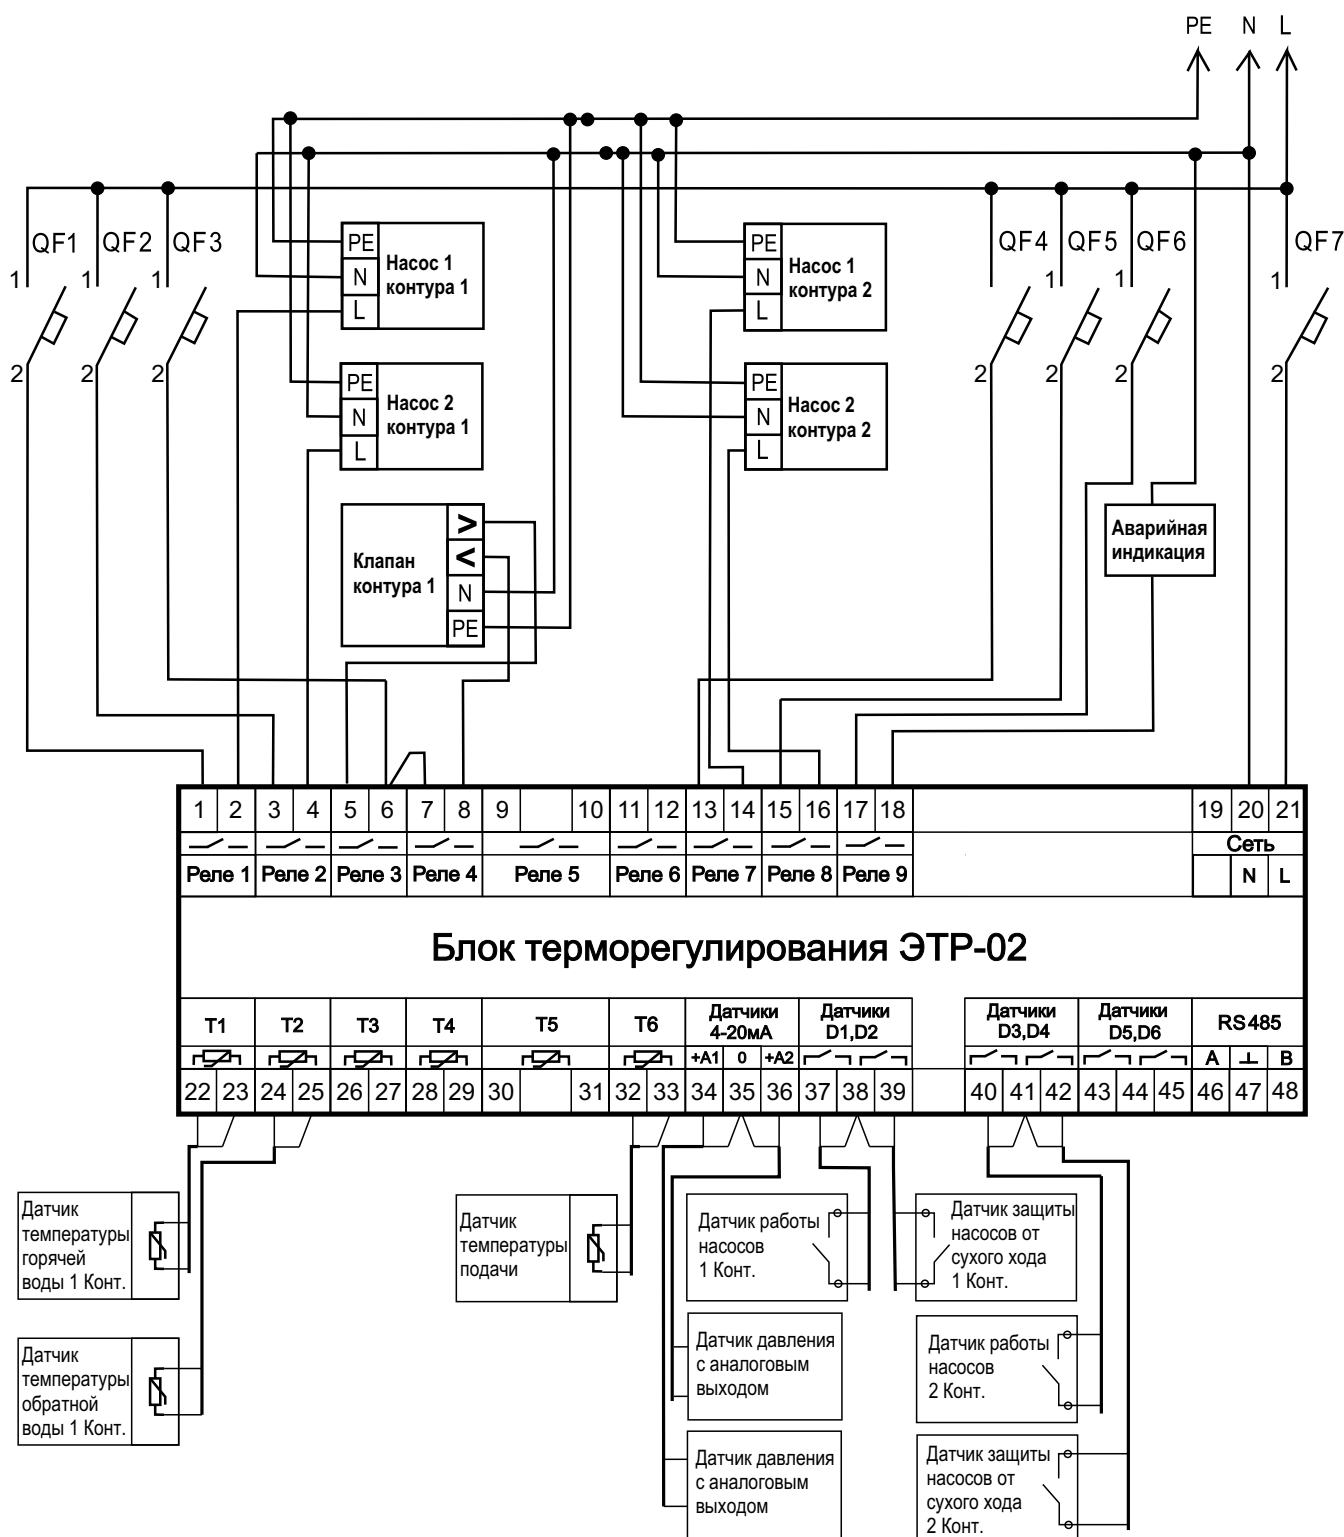 PE N L
QF1 QF2 QF3 QF4 QF5 QF6 QF7
1 1 1 1 1 1
2 2 2 2 2 2 2
PE
N
L
Насос 1
контура 1
PE
N
L
Насос 1
контура 2
PE
N
L
Насос 2
контура 1
PE
N
L
Насос 2
контура 2
Клапан
контура 1
>
<
N
PE
Аварийная
индикация
1 2 3 4 5 6 7 8 9 10 11 12 13 14 15 16 17 18 19 20 21
Сеть
Реле 1 Реле 2 Реле 3 Реле 4 Реле 5 Реле 6 Реле 7 Реле 8 Реле 9 N L
Блок терморегулирования ЭТР-02
T1 T2 T3 T4 T5 T6
Датчики
4-20мА
Датчики
D1,D2
Датчики
D3,D4
Датчики
D5,D6
RS485
+A1 0 +A2 A ⊥ B
22 23 24 25 26 27 28 29 30 31 32 33 34 35 36 37 38 39 40 41 42 43 44 45 46 47 48
Датчик
температуры
горячей
воды 1 Конт.
Датчик
температуры
подачи
Датчик работы
насосов
1 Конт.
Датчик защиты
насосов от
сухого хода
1 Конт.
Датчик
температуры
обратной
воды 1 Конт.
Датчик давления
с аналоговым
выходом
Датчик работы
насосов
2 Конт.
Датчик давления
с аналоговым
выходом
Датчик защиты
насосов от
сухого хода
2 Конт.